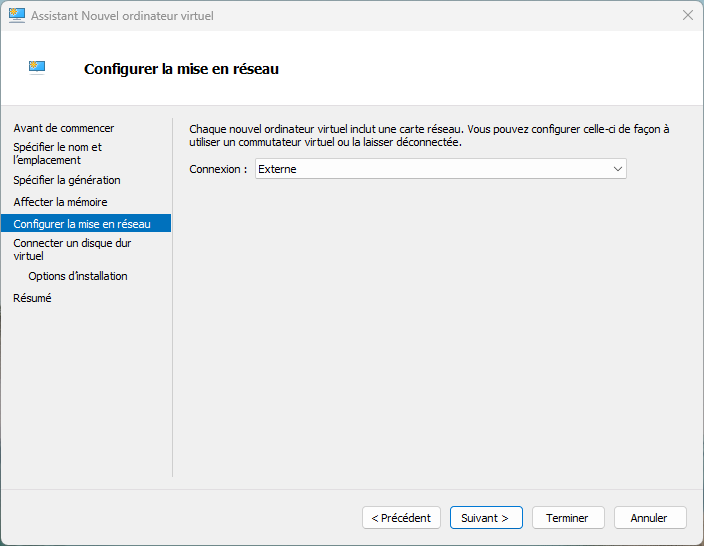 Assistant Nouvel ordinateur virtuel
Configurer la mise en réseau
Avant de commencer
Spécifier le nom et
l'emplacement
Spécifier la génération
Affecter la mémoire
Configurer la mise en réseau
Connecter un disque dur
virtuel
Options d'installation
Résumé
Chaque nouvel ordinateur virtuel inclut une carte réseau. Vous pouvez configurer celle-ci de façon à
utiliser un commutateur virtuel ou la laisser déconnectée.
Connexion : Externe
< Précédent Suivant > Terminer Annuler